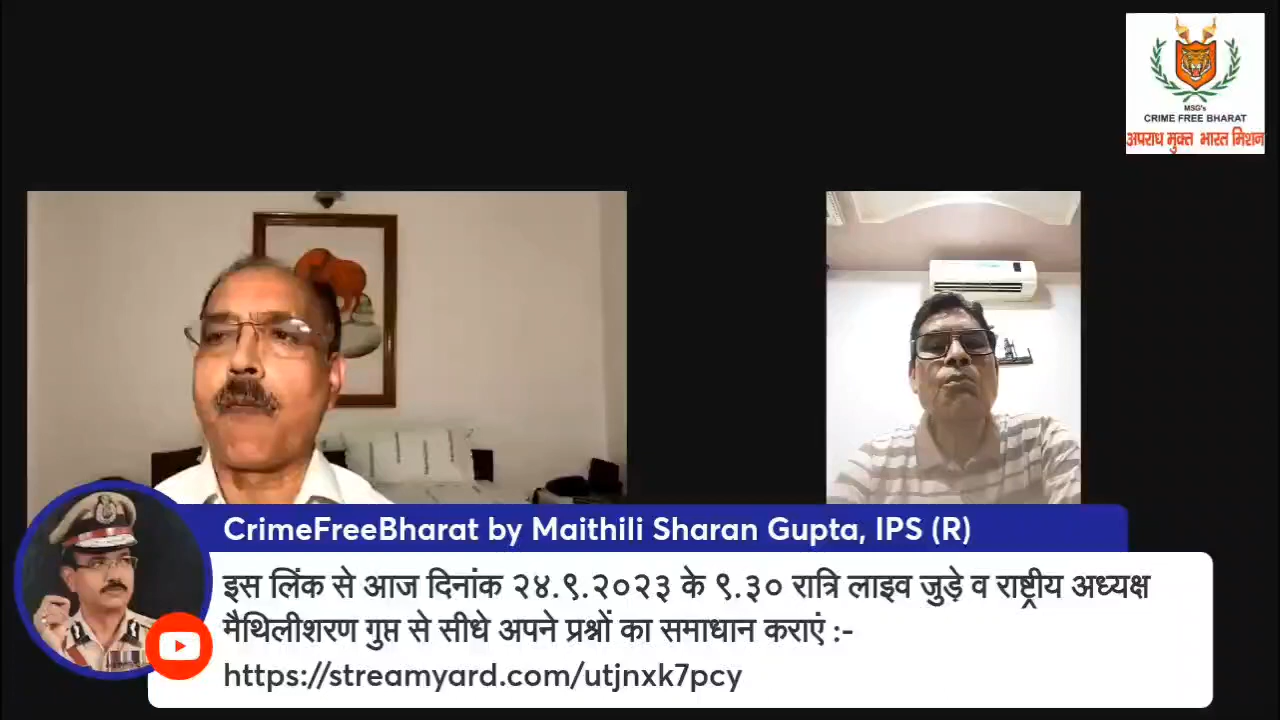 MSG's
CRIME FREE BHARAT
अपराध मुक्त भारत मिशन
CrimeFreeBharat by Maithili Sharan Gupta, IPS (R)
इस लिंक से आज दिनांक २४.९.२०२३ के ९.३० रात्रि लाइव जुड़े व राष्ट्रीय अध्यक्ष
मैथिलीशरण गुप्त से सीधे अपने प्रश्नों का समाधान कराएं :-
https://streamyard.com/utjnxk7pcy